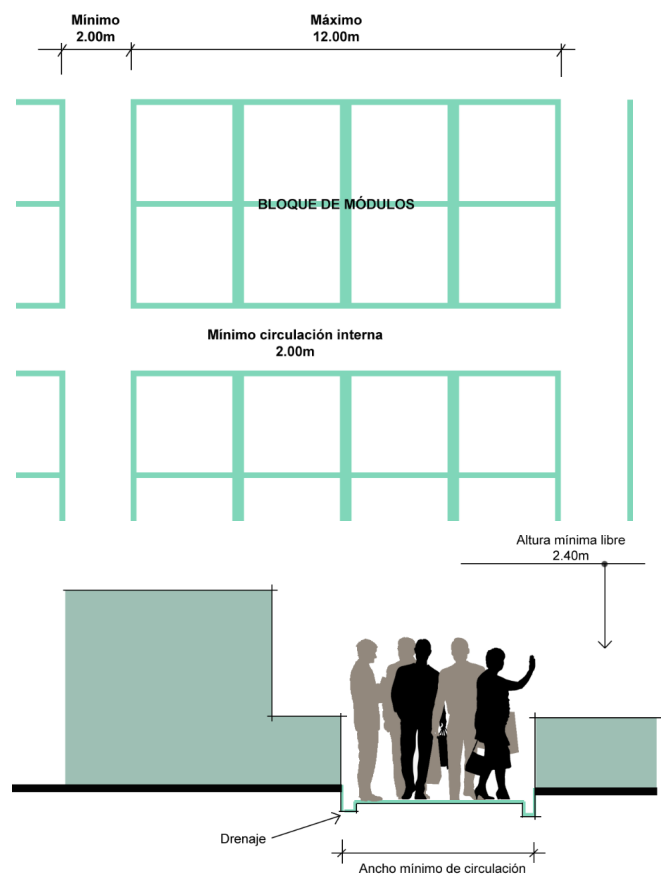 Mínimo
2.00m
Máximo
12.00m
BLOQUE DE MÓDULOS
Mínimo circulación interna
2.00m
Altura mínima libre
2.40m
Drenaje
Ancho mínimo de circulación